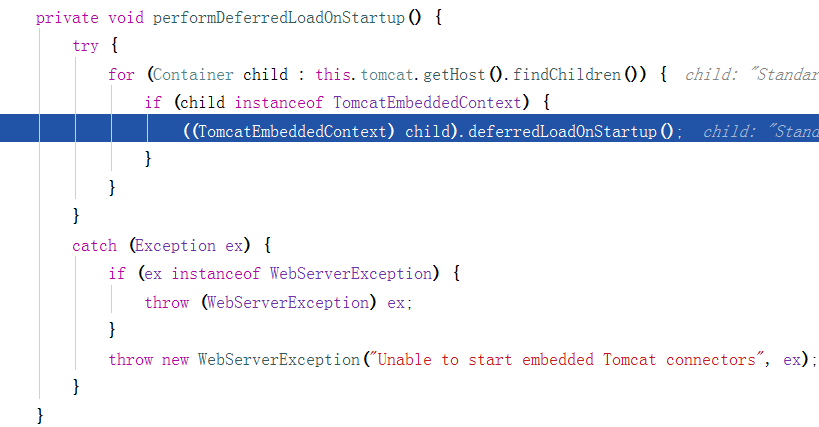 private void performDeferredLoadOnStartup() {
try {
for (Container child : this.tomcat.getHost().findChildren()) { child: "Standar
if (child instanceof TomcatEmbeddedContext) {
((TomcatEmbeddedContext) child).deferredLoadOnStartup(); child: "Stand
}
}
}
catch (Exception ex) {
if (ex instanceof WebServerException) {
throw (WebServerException) ex;
}
throw new WebServerException("Unable to start embedded Tomcat connectors", ex);
}
}